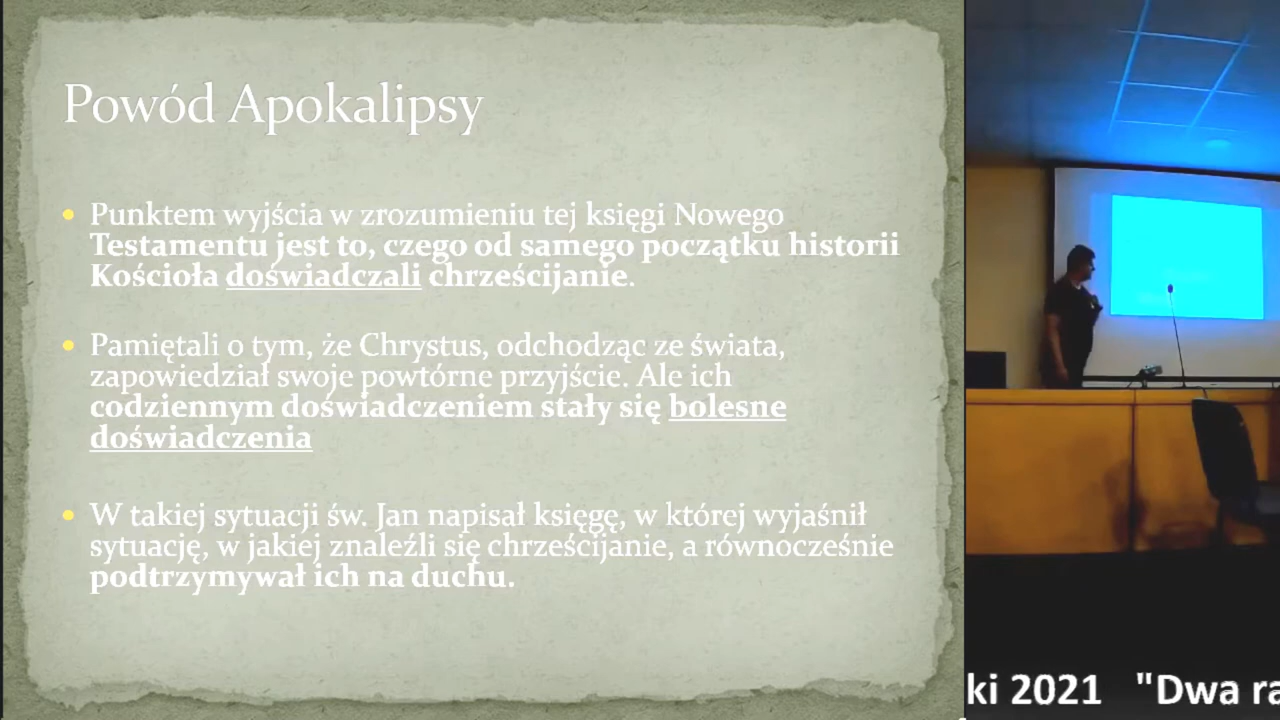 Powód Apokalipsy
• Punktem wyjścia w zrozumieniu tej księgi Nowego
Testamentu jest to, czego od samego początku historii
Kościoła doświadczali chrześcijanie.
• Pamiętali o tym, że Chrystus, odchodząc ze świata,
zapowiedział swoje powtórne przyjście. Ale ich
codziennym doświadczeniem stały się bolesne
doświadczenia
• W takiej sytuacji św. Jan napisał księgę, w której wyjaśnił
sytuację, w jakiej znaleźli się chrześcijanie, a równocześnie
podtrzymywał ich na duchu.
ki 2021 "Dwa ra